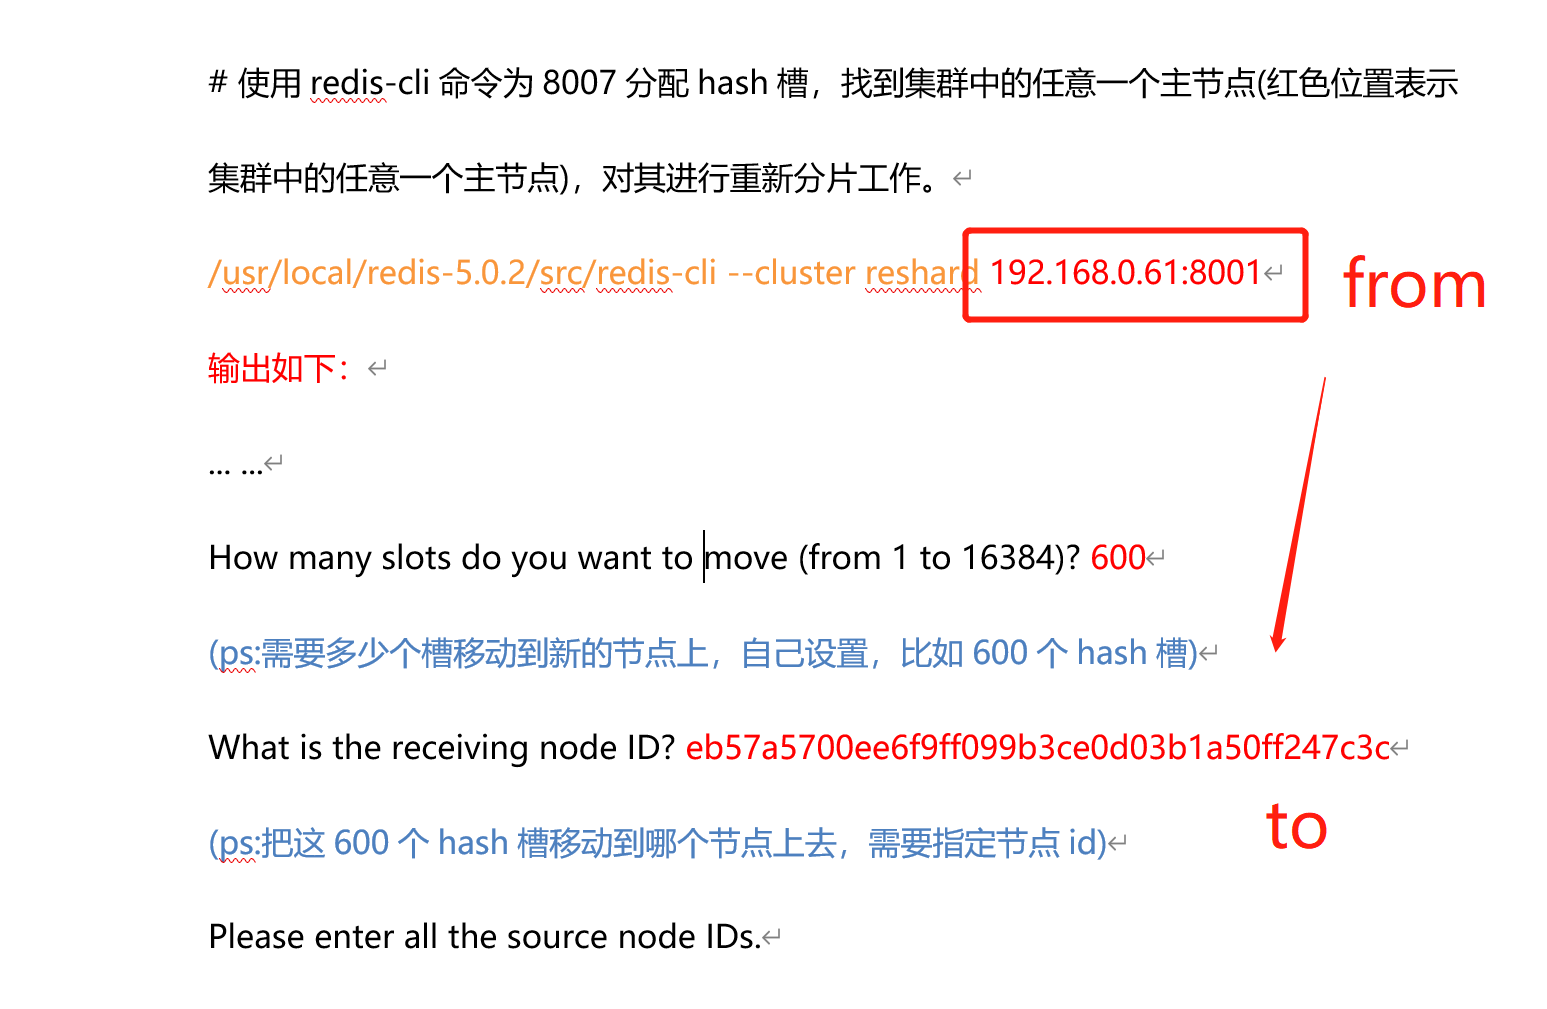 # 使用 redis-cli 命令为 8007 分配 hash 槽，找到集群中的任意一个主节点(红色位置表示
集群中的任意一个主节点)，对其进行重新分片工作。
/usr/local/redis-5.0.2/src/redis-cli --cluster reshard 192.168.0.61:8001
from
输出如下：
... ...
How many slots do you want to move (from 1 to 16384)? 600
(ps:需要多少个槽移动到新的节点上，自己设置，比如 600 个 hash 槽)
What is the receiving node ID? eb57a5700ee6f9ff099b3ce0d03b1a50ff247c3c
to
(ps:把这 600 个 hash 槽移动到哪个节点上去，需要指定节点 id)
Please enter all the source node IDs.